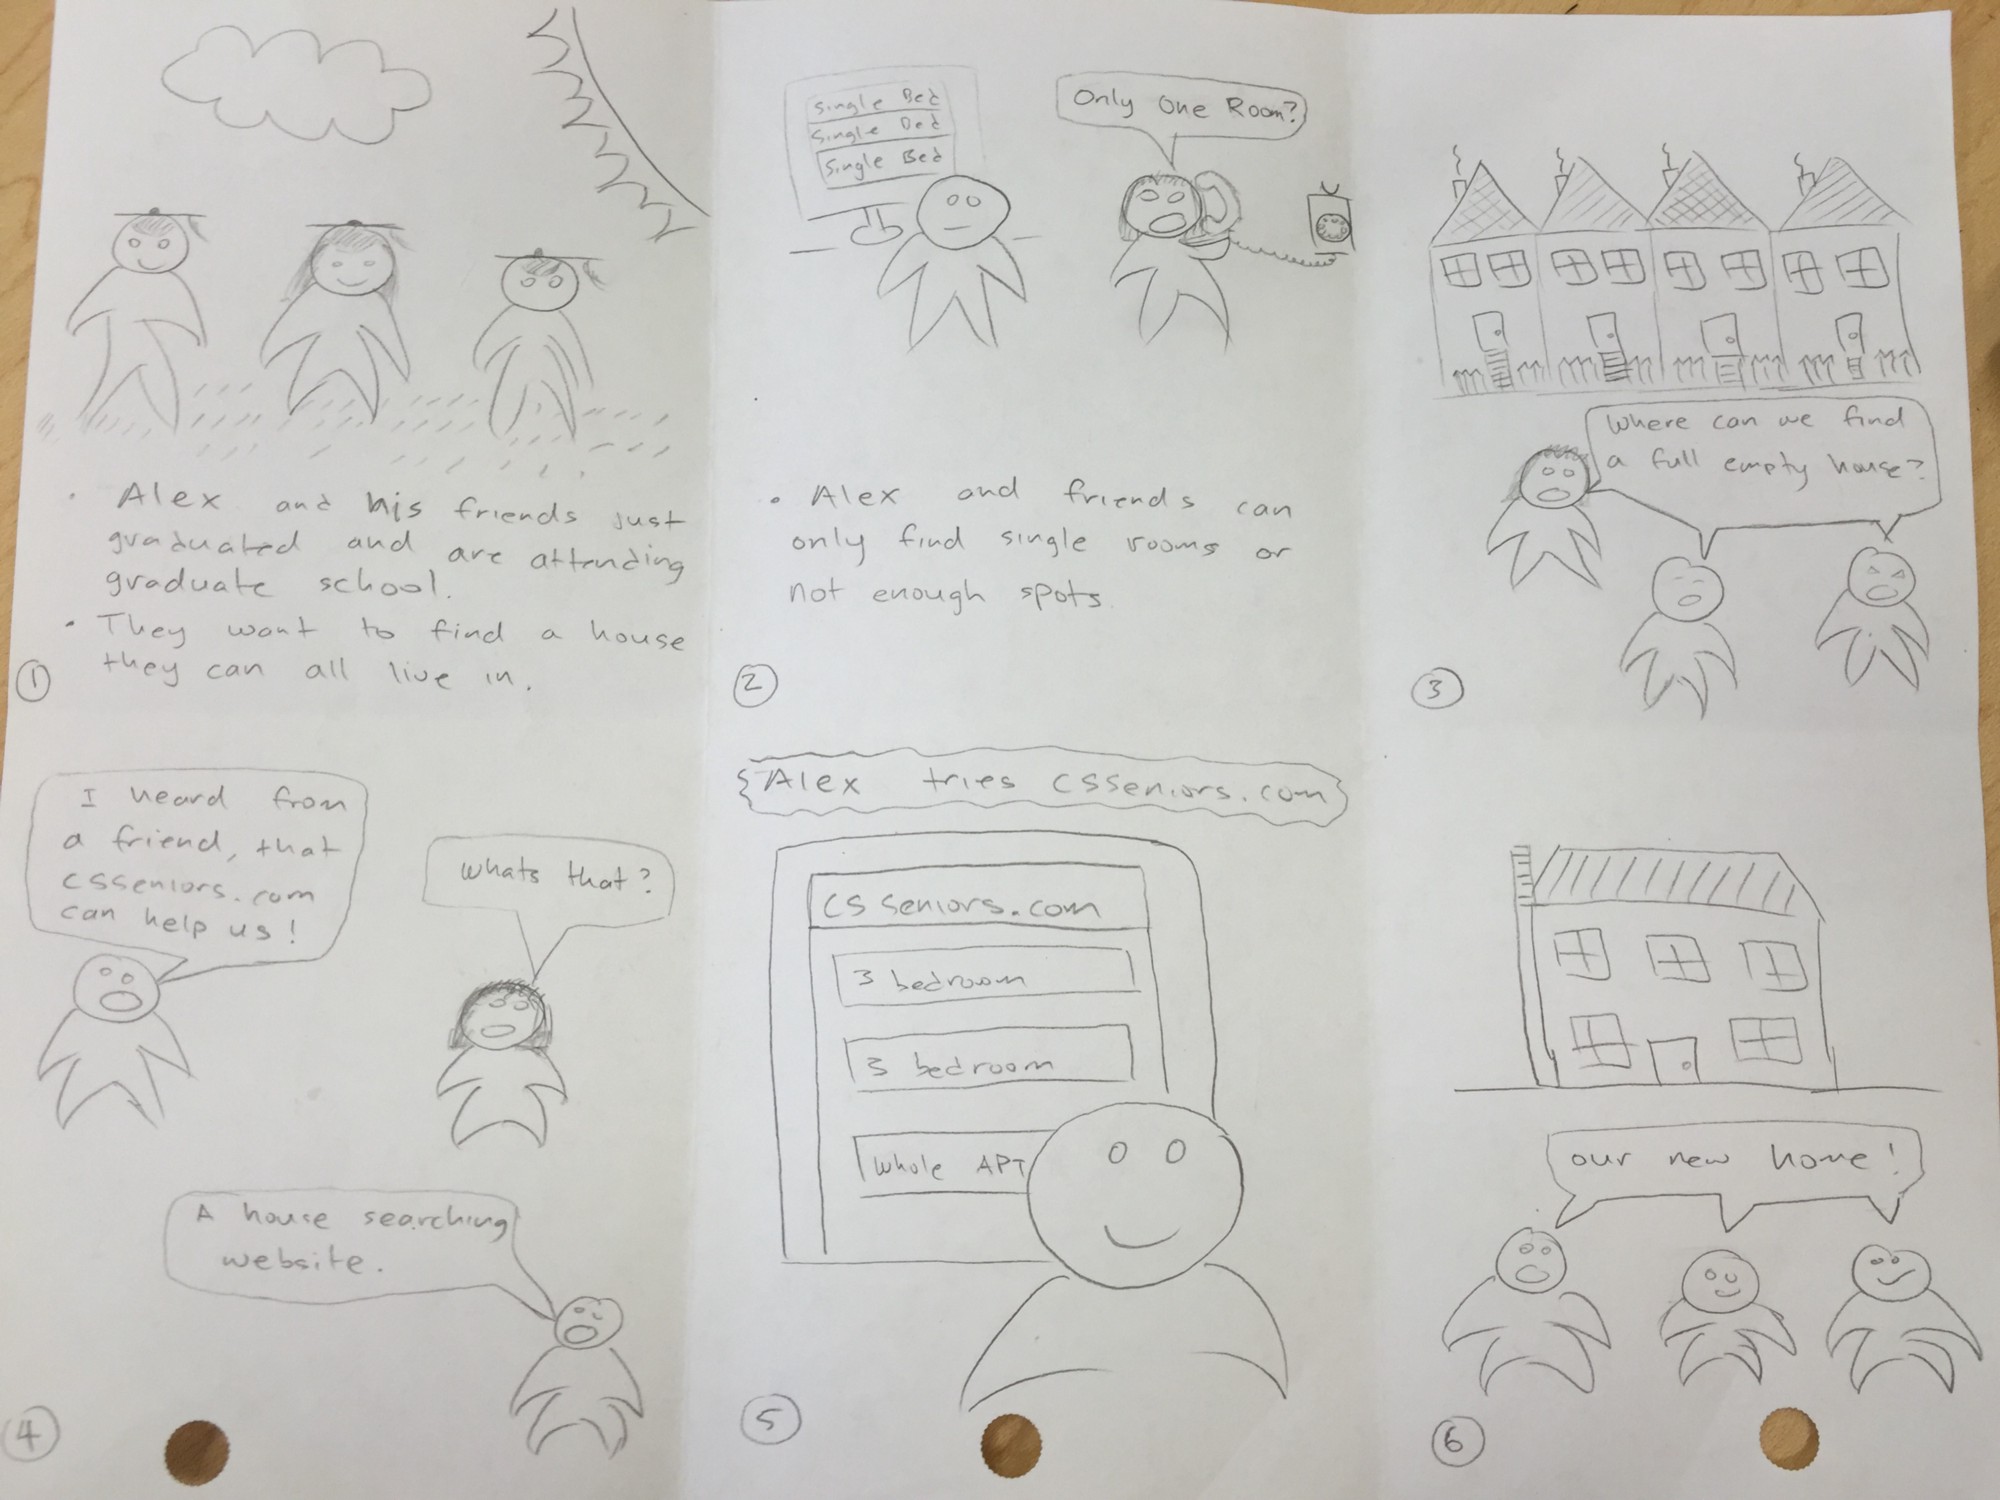 Alex and his friends just
graduated and are attending
graduate school.
They want to find a house
they can all live in.
1
Single Bed
Single Bed
Single Bed
Only One Room?
Alex and friends can
only find single rooms or
not enough spots.
2
Where can we find
a full empty house?
3
I heard from
a friend, that
csseniors.com
can help us!
Whats that?
A house searching
website.
4
Alex tries csseniors.com
csseniors.com
3 bedroom
3 bedroom
Whole APT
5
our new home!
6